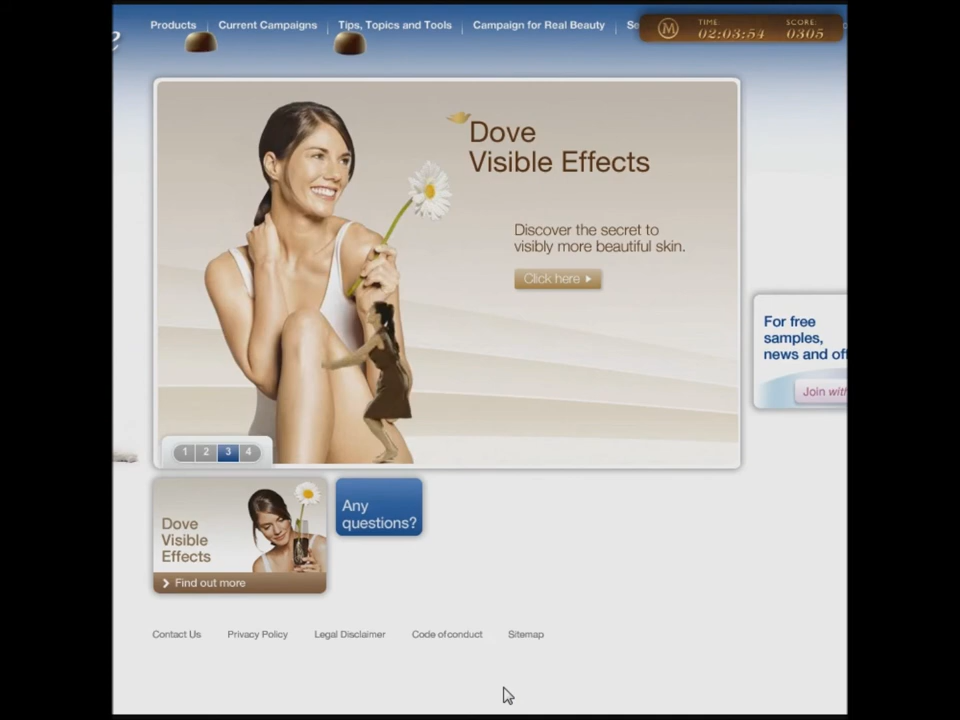 Products
Current Campaigns
Tips, Topics and Tools
Campaign for Real Beauty
M
TIME:
SCORE:
02:03:54
0305
Dove
Visible Effects
Discover the secret to
visibly more beautiful skin.
Click here
For free
samples,
news and
Join
1 2 3 4
Dove
Visible
Effects
Find out more
Any
questions?
Contact Us
Privacy Policy
Legal Disclaimer
Code of conduct
Sitemap